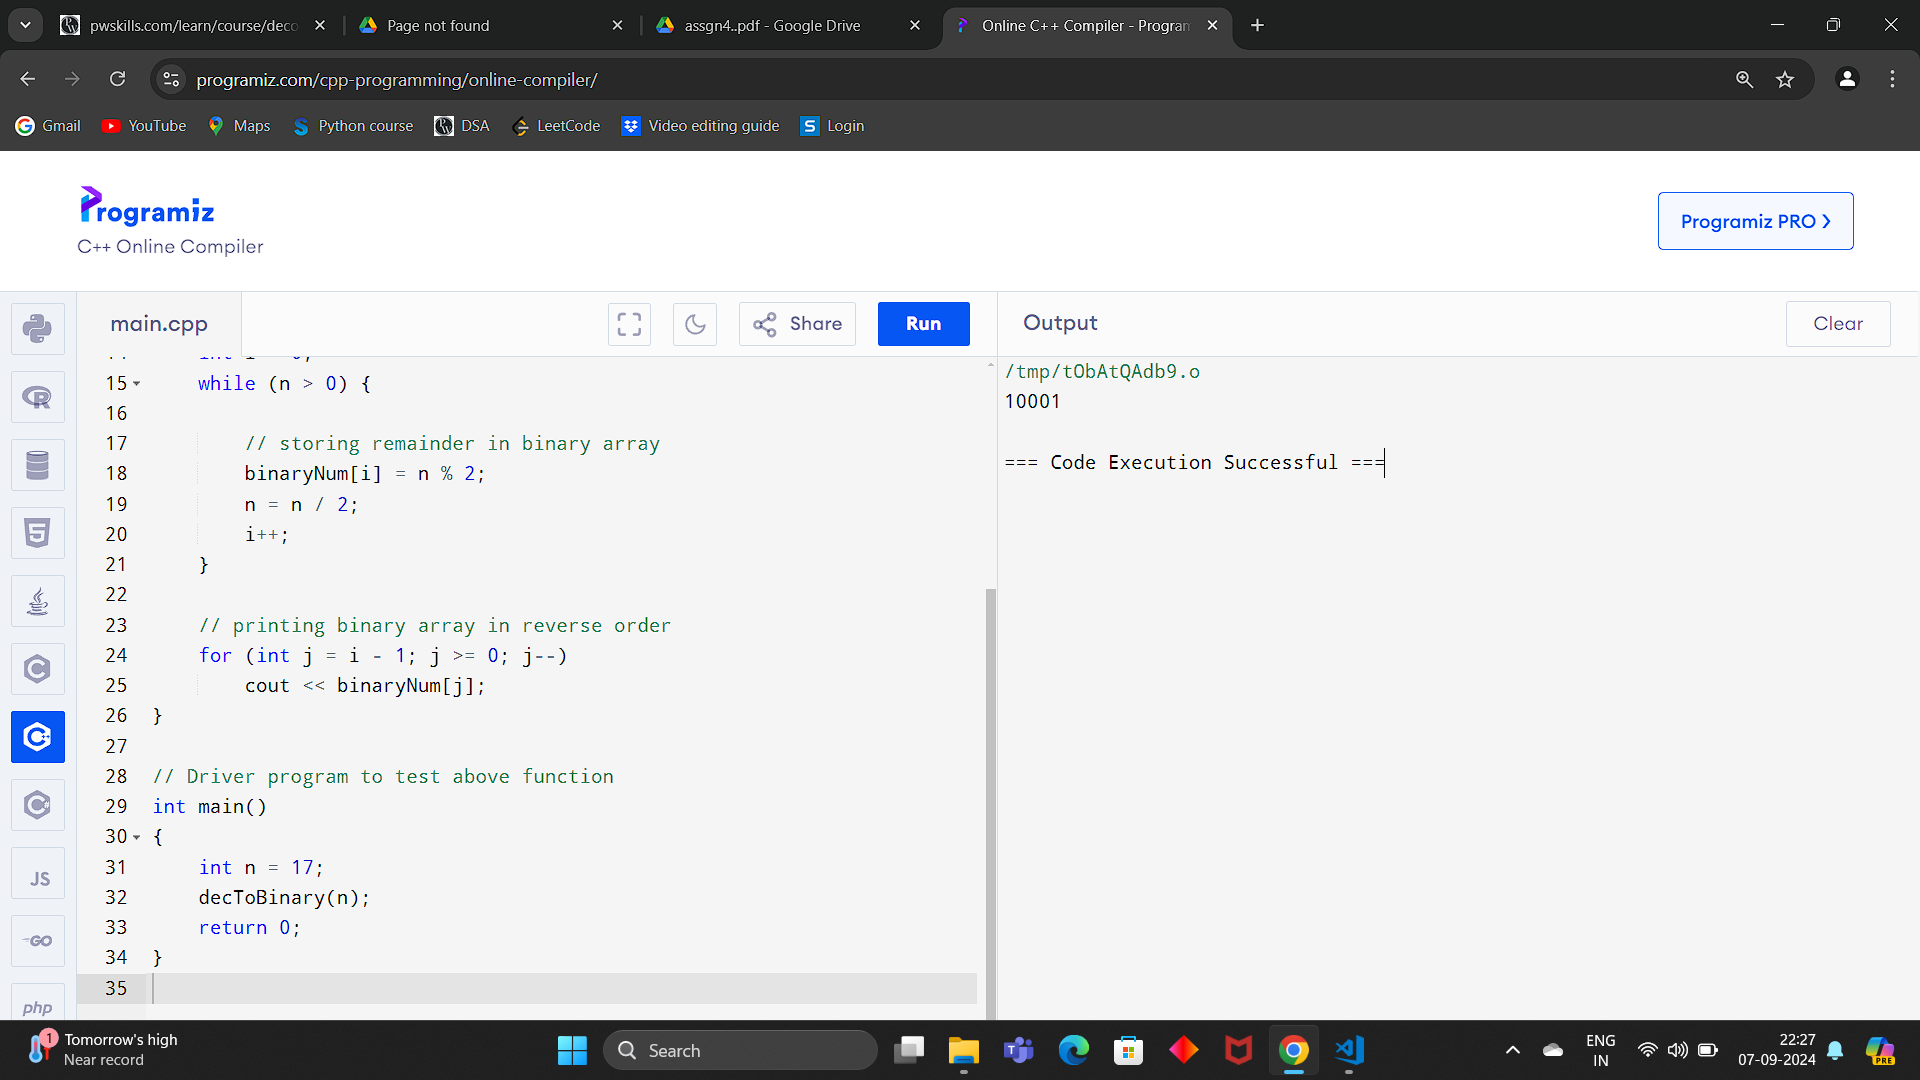 pwskills.com/learn/course/deco
Page not found
assgn4..pdf - Google Drive
Online C++ Compiler - Program
programiz.com/cpp-programming/online-compiler/
Gmail
YouTube
Maps
Python course
DSA
LeetCode
Video editing guide
Login
Programiz
C++ Online Compiler
Programiz PRO >
main.cpp
Share
Run
Output
Clear
15 while (n > 0) {
16
17 // storing remainder in binary array
18 binaryNum[i] = n % 2;
19 n = n / 2;
20 i++;
21 }
22
23 // printing binary array in reverse order
24 for (int j = i - 1; j >= 0; j--)
25 cout << binaryNum[j];
26 }
27
28 // Driver program to test above function
29 int main()
30 {
31 int n = 17;
32 decToBinary(n);
33 return 0;
34 }
35
/tmp/tObAtQAdb9.o
10001
=== Code Execution Successful ===
JS
GO
php
1
Tomorrow's high
Near record
Search
ENG
IN
22:27
07-09-2024
PRE